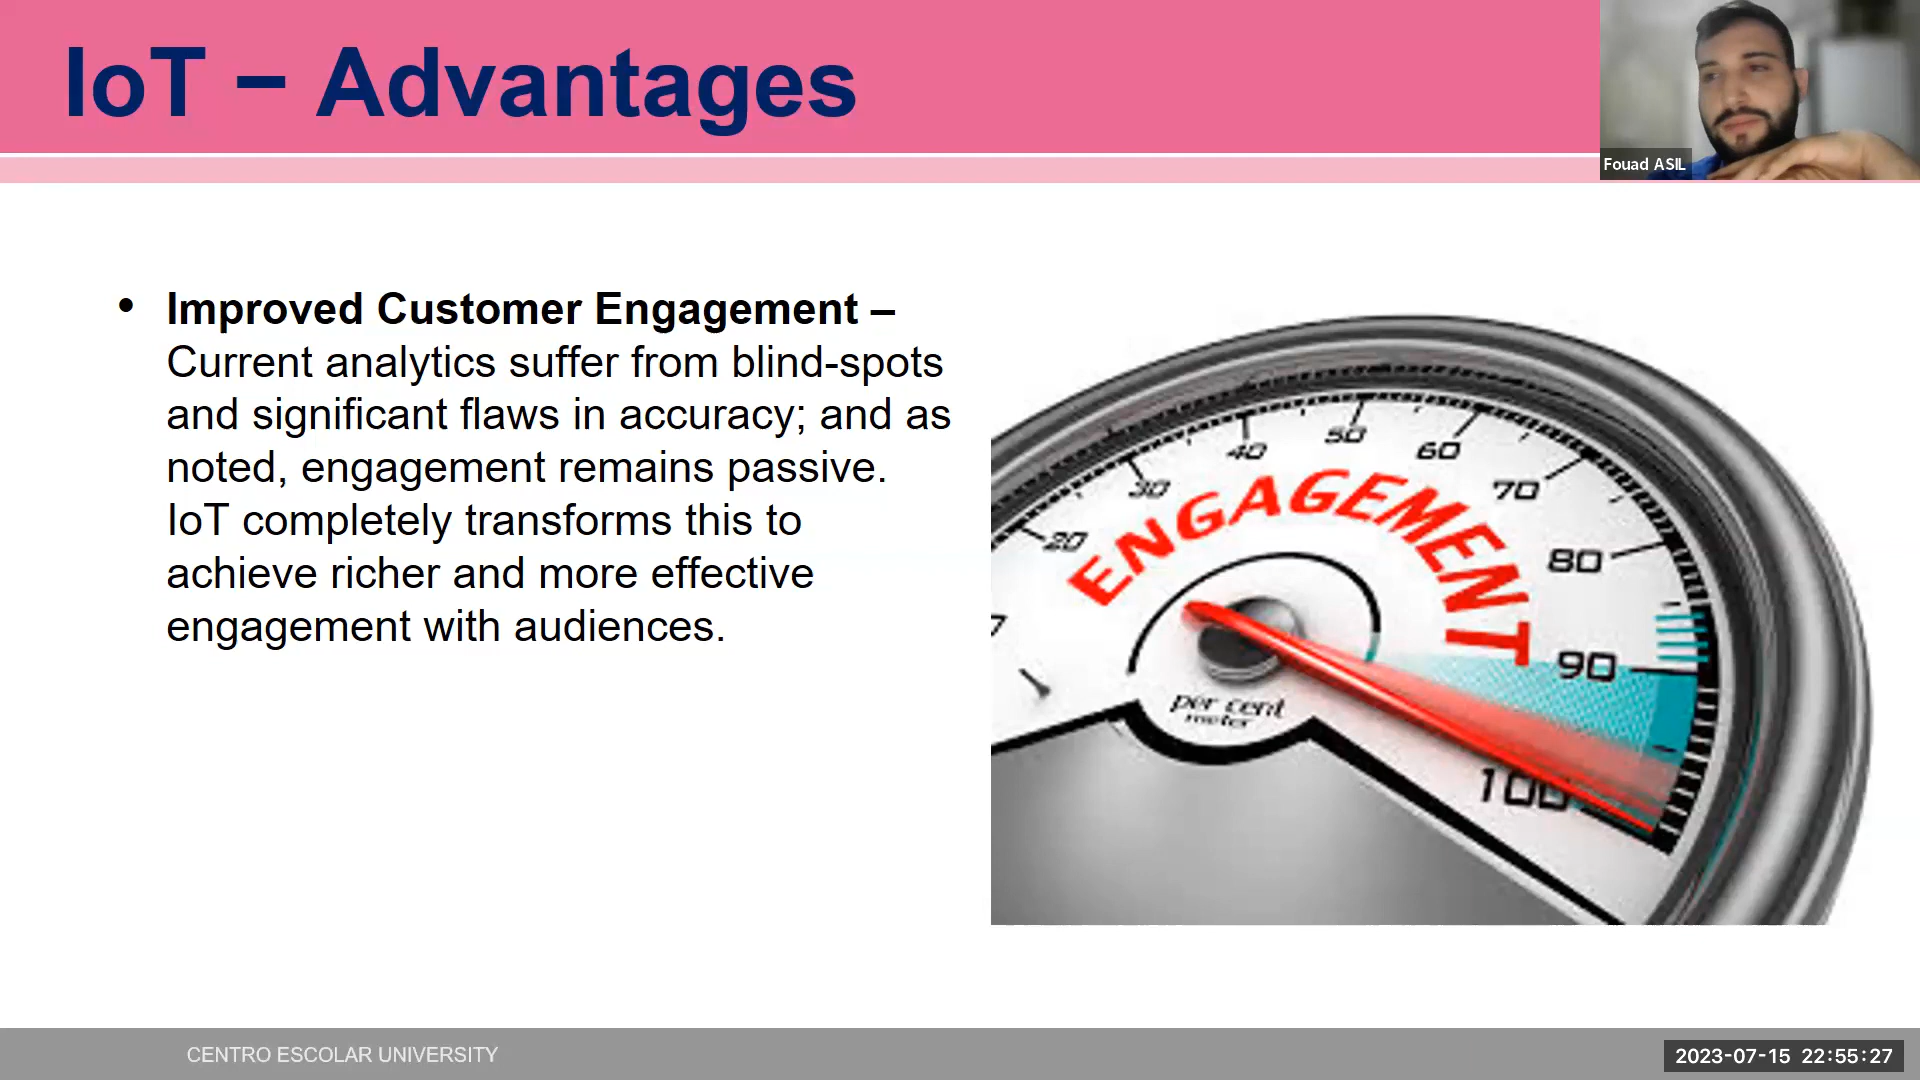 IoT − Advantages
Fouad ASIL
• Improved Customer Engagement –
Current analytics suffer from blind-spots
and significant flaws in accuracy; and as
noted, engagement remains passive.
IoT completely transforms this to
achieve richer and more effective
engagement with audiences.
20
30
40
50
60
70
80
90
100
ENGAGEMENT
per cent
meter
CENTRO ESCOLAR UNIVERSITY
2023-07-15 22:55:27